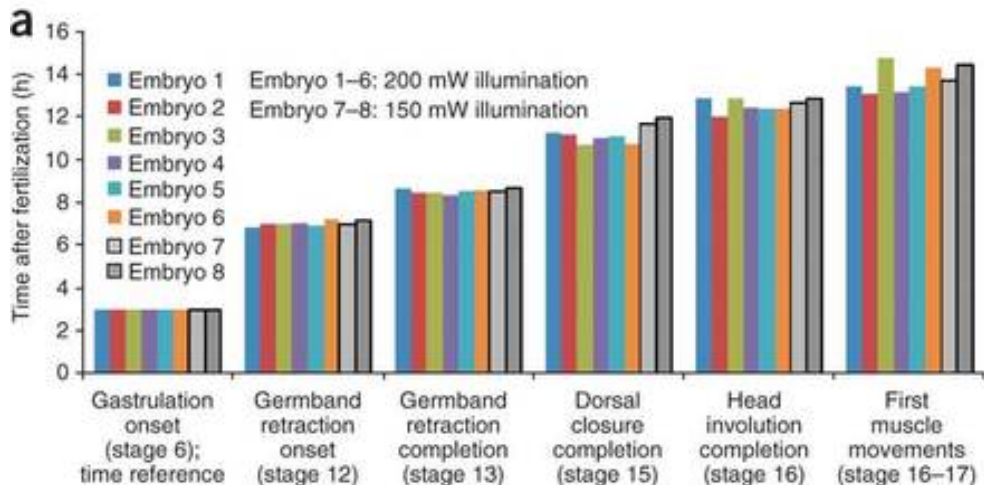 a
16
14
12
10
8
6
4
2
0
Time after fertilization (h)
Embryo 1
Embryo 2
Embryo 3
Embryo 4
Embryo 5
Embryo 6
Embryo 7
Embryo 8
Embryo 1–6: 200 mW illumination
Embryo 7–8: 150 mW illumination
Gastrulation
onset
(stage 6);
time reference
Germband
retraction
onset
(stage 12)
Germband
retraction
completion
(stage 13)
Dorsal
closure
completion
(stage 15)
Head
involution
completion
(stage 16)
First
muscle
movements
(stage 16–17)